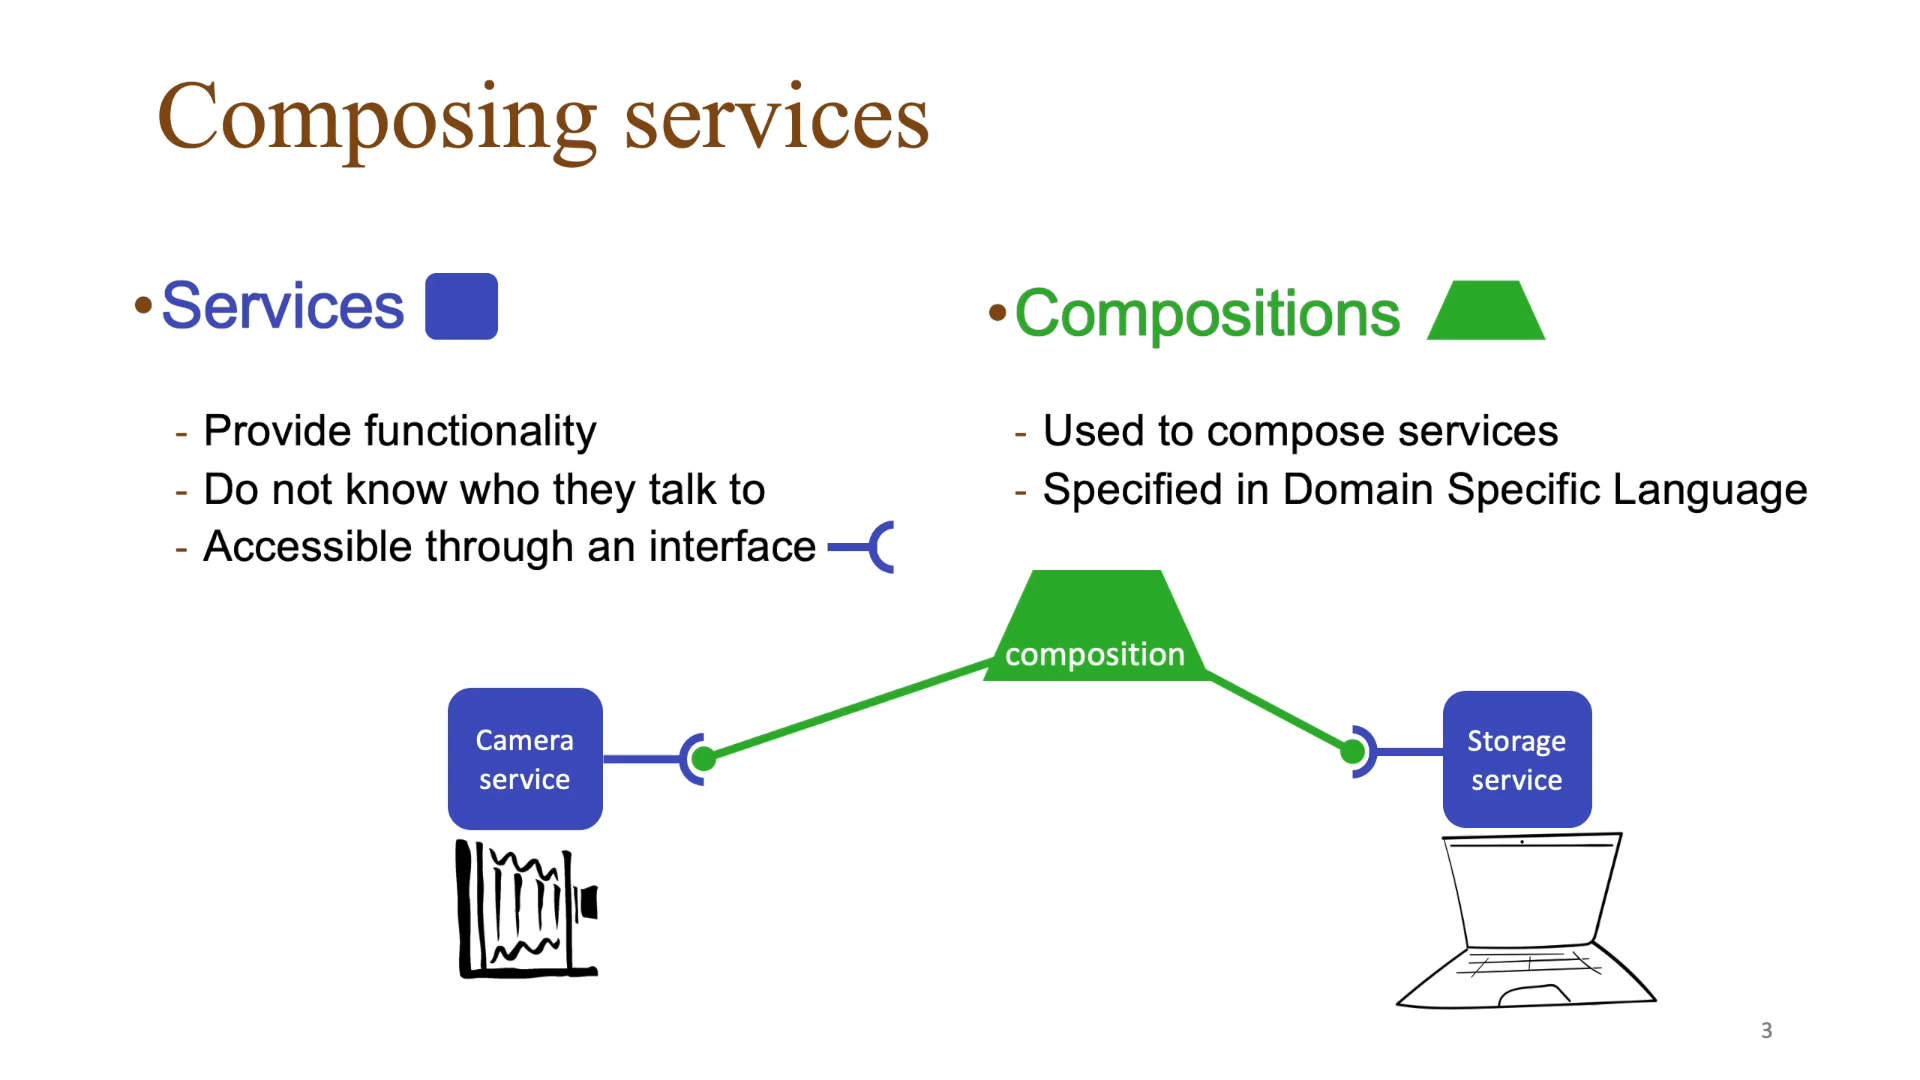 Composing services
•Services
- Provide functionality
- Do not know who they talk to
- Accessible through an interface
•Compositions
- Used to compose services
- Specified in Domain Specific Language
composition
Camera
service
Storage
service
3